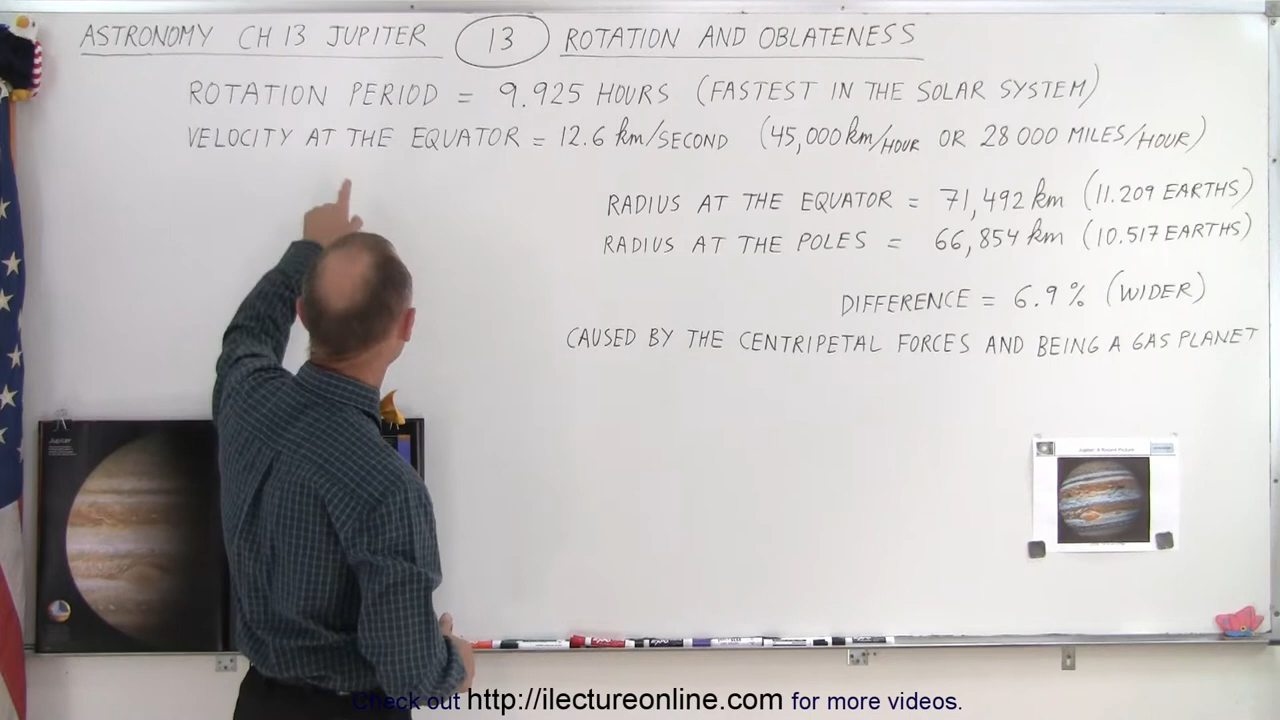 ASTRONOMY CH 13 JUPITER 13 ROTATION AND OBLATENESS
ROTATION PERIOD = 9.925 HOURS (FASTEST IN THE SOLAR SYSTEM)
VELOCITY AT THE EQUATOR = 12.6 km/SECOND (45,000 km/HOUR OR 28 000 MILES/HOUR)
RADIUS AT THE EQUATOR = 71,492 km (11.209 EARTHS)
RADIUS AT THE POLES = 66,854 km (10.517 EARTHS)
DIFFERENCE = 6.9% (WIDER)
CAUSED BY THE CENTRIPETAL FORCES AND BEING A GAS PLANET
Jupiter
Jupiter: A Recent Picture
Check out http://ilectureonline.com for more videos.